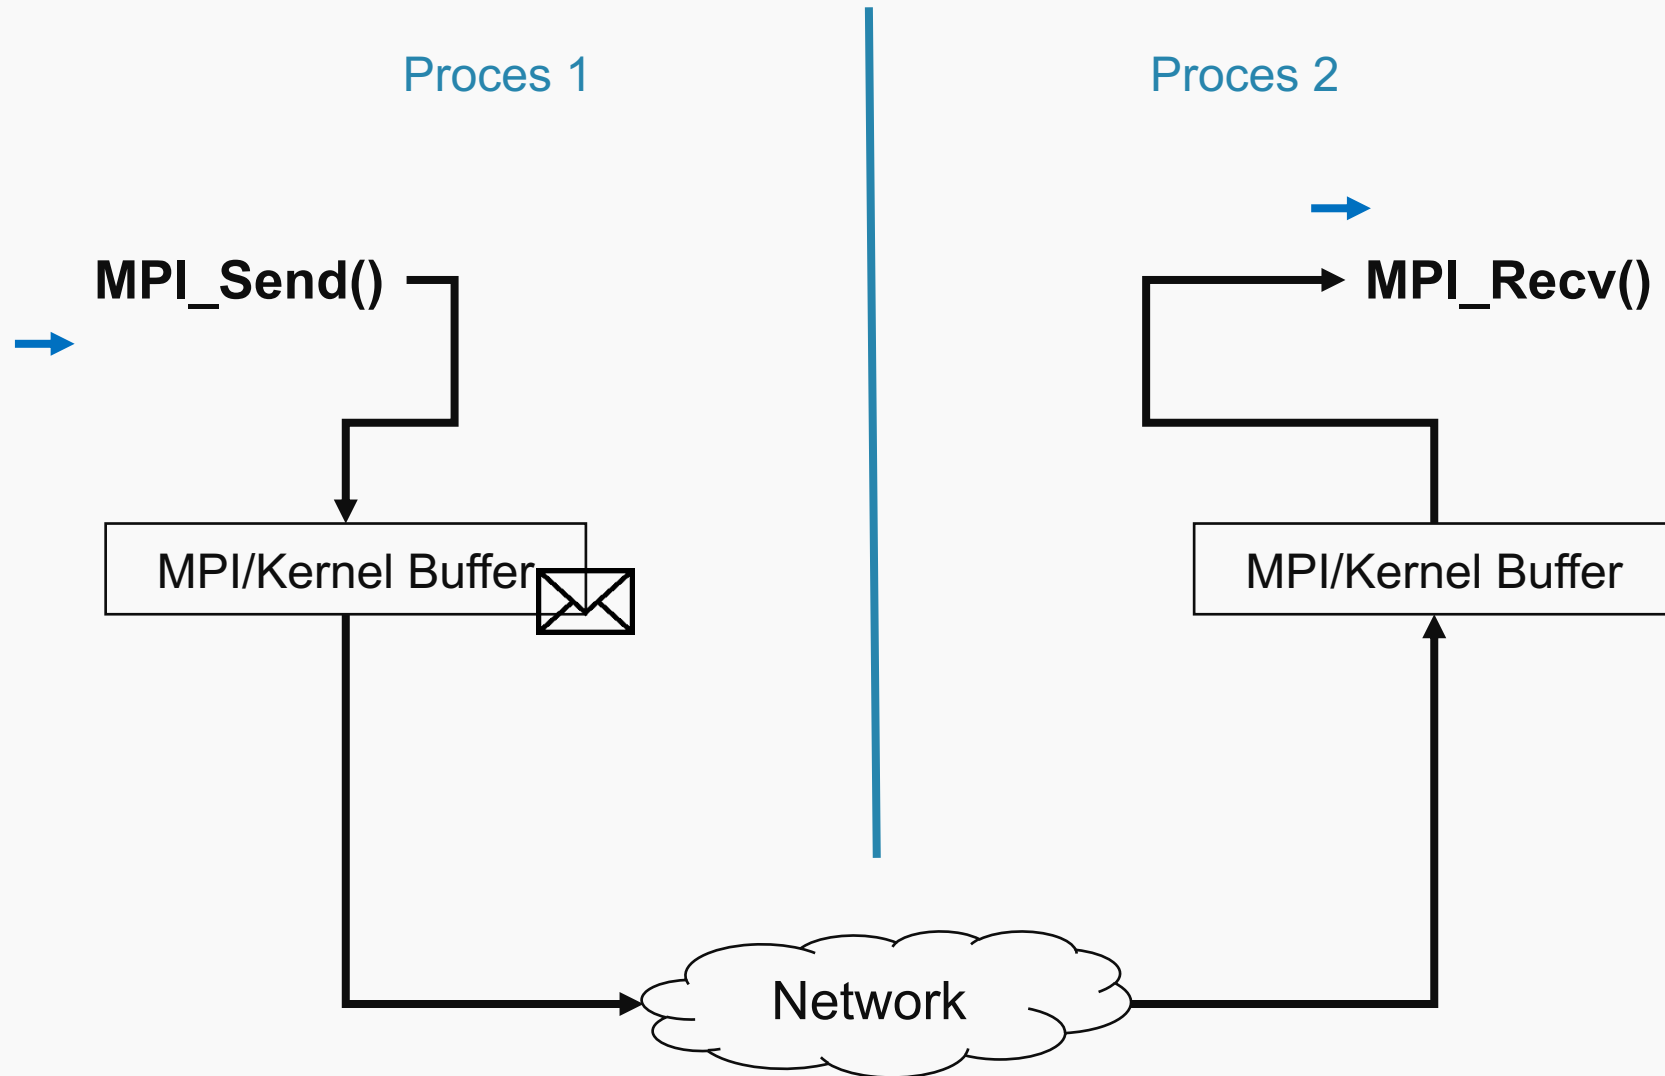 Proces 1
Proces 2
MPI_Send()
MPI_Recv()
MPI/Kernel Buffer
MPI/Kernel Buffer
Network